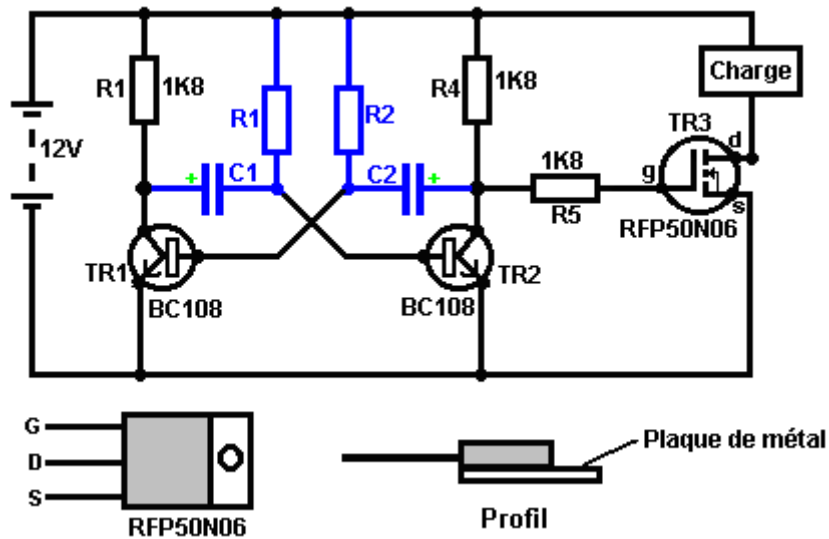 R1
1K8
R1
R2
R4
1K8
Charge
12V
+
C1
C2
+
1K8
R5
TR3
d
g
s
RFP50N06
TR1
BC108
BC108
TR2
G
D
S
RFP50N06
Plaque de métal
Profil